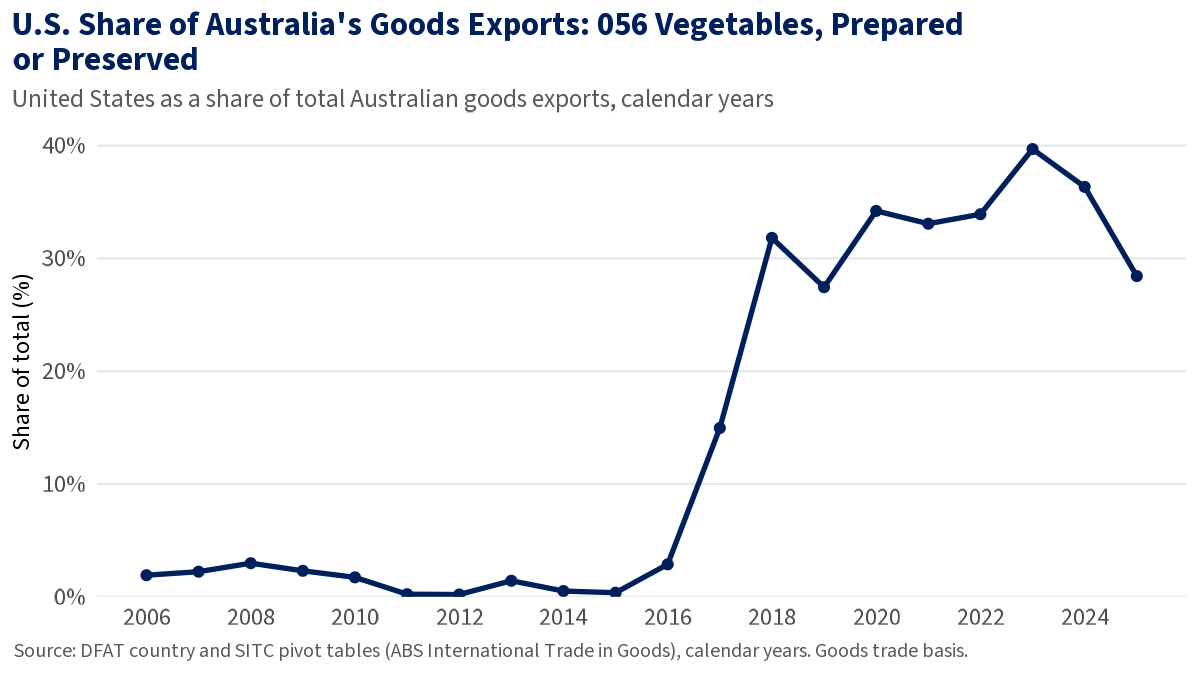 U.S. Share of Australia's Goods Exports: 056 Vegetables, Prepared
or Preserved
United States as a share of total Australian goods exports, calendar years
Share of total (%)
40%
30%
20%
10%
0%
2006 2008 2010 2012 2014 2016 2018 2020 2022 2024
Source: DFAT country and SITC pivot tables (ABS International Trade in Goods), calendar years. Goods trade basis.